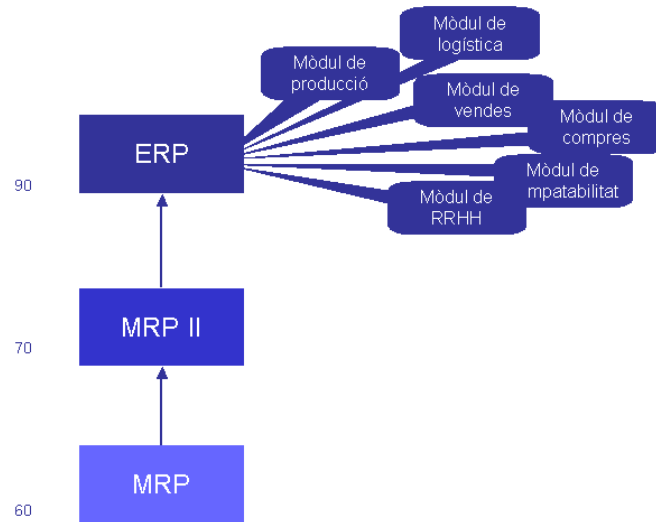 Mòdul de
logística
Mòdul de
producció
Mòdul de
vendes
Mòdul de
compres
ERP
Mòdul de
mpatabilitat
90
Mòdul de
RRHH
MRP II
70
MRP
60